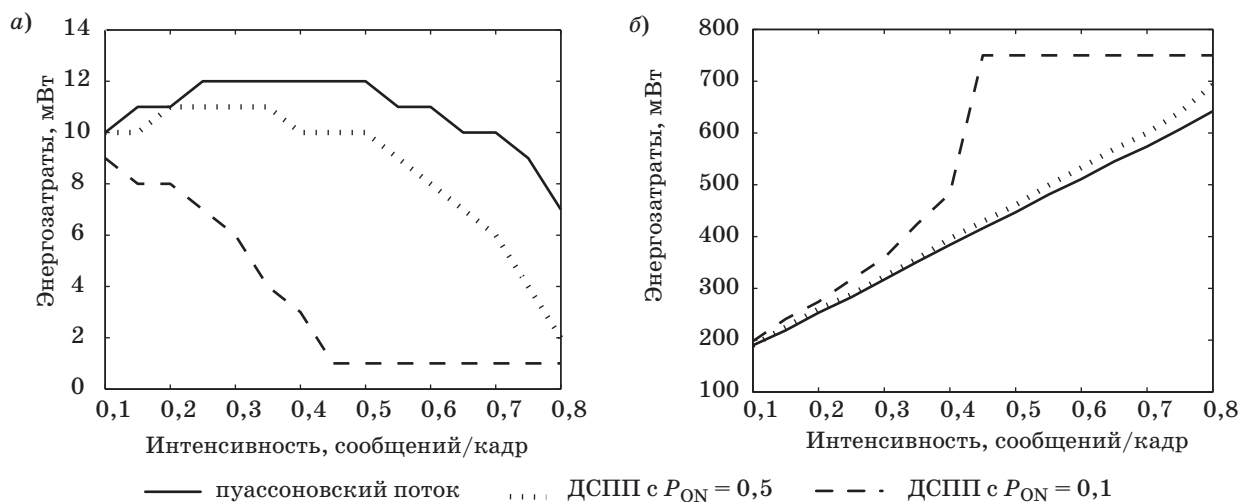 а)
14
12
10
8
6
4
2
0
Энергозатраты, мВт
0,1 0,2 0,3 0,4 0,5 0,6 0,7 0,8
Интенсивность, сообщений/кадр
б)
800
700
600
500
400
300
200
100
Энергозатраты, мВт
0,1 0,2 0,3 0,4 0,5 0,6 0,7 0,8
Интенсивность, сообщений/кадр
пуассоновский поток ДСПП с P_ON = 0,5 ДСПП с P_ON = 0,1